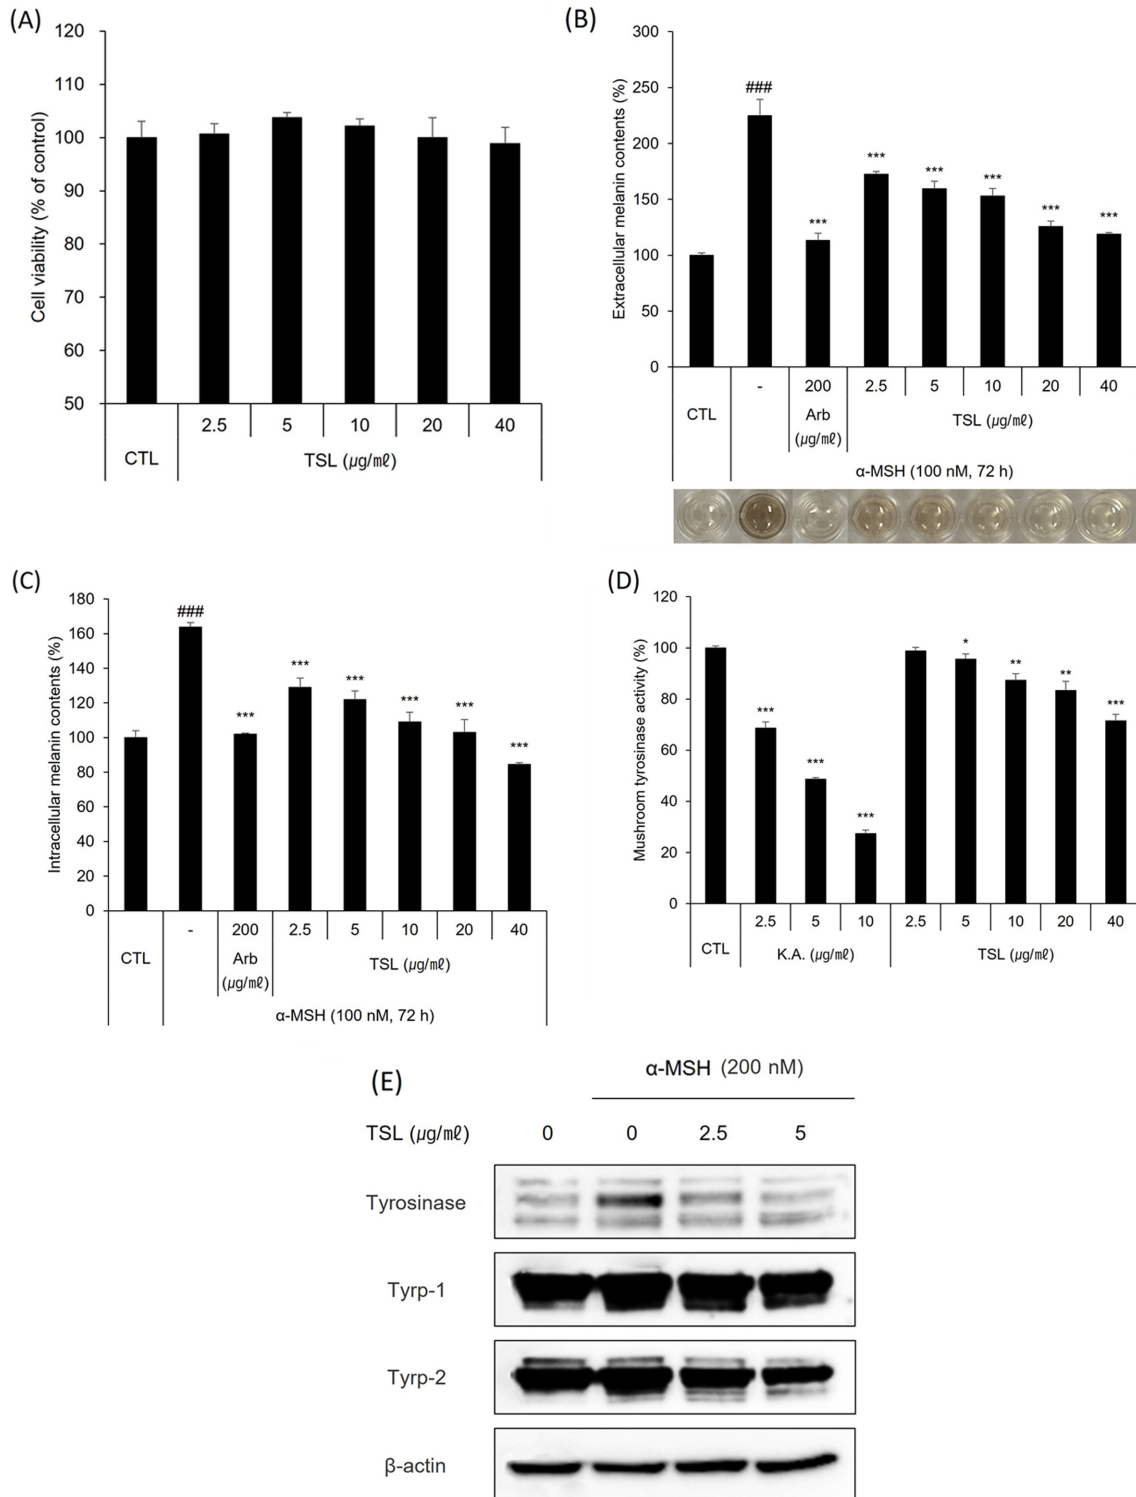 (A)
120
110
100
90
80
70
60
50
Cell viability (% of control)
2.5 5 10 20 40
CTL TSL (㎍/㎖)
(B)
300
250
200
150
100
50
0
Extracellular melanin contents (%)
###
***
***
***
***
***
***
- 200 2.5 5 10 20 40
CTL Arb TSL (㎍/㎖)
(㎍/㎖)
α-MSH (100 nM, 72 h)
(C)
180
160
140
120
100
80
60
40
20
0
Intracellular melanin contents (%)
###
***
***
***
***
***
***
- 200 2.5 5 10 20 40
CTL Arb TSL (㎍/㎖)
(㎍/㎖)
α-MSH (100 nM, 72 h)
(D)
120
100
80
60
40
20
0
Mushroom tyrosinase activity (%)
***
***
***
*
**
**
***
2.5 5 10 2.5 5 10 20 40
CTL K.A. (㎍/㎖) TSL (㎍/㎖)
(E)
α-MSH (200 nM)
TSL (㎍/㎖) 0 0 2.5 5
Tyrosinase
Tyrp-1
Tyrp-2
β-actin